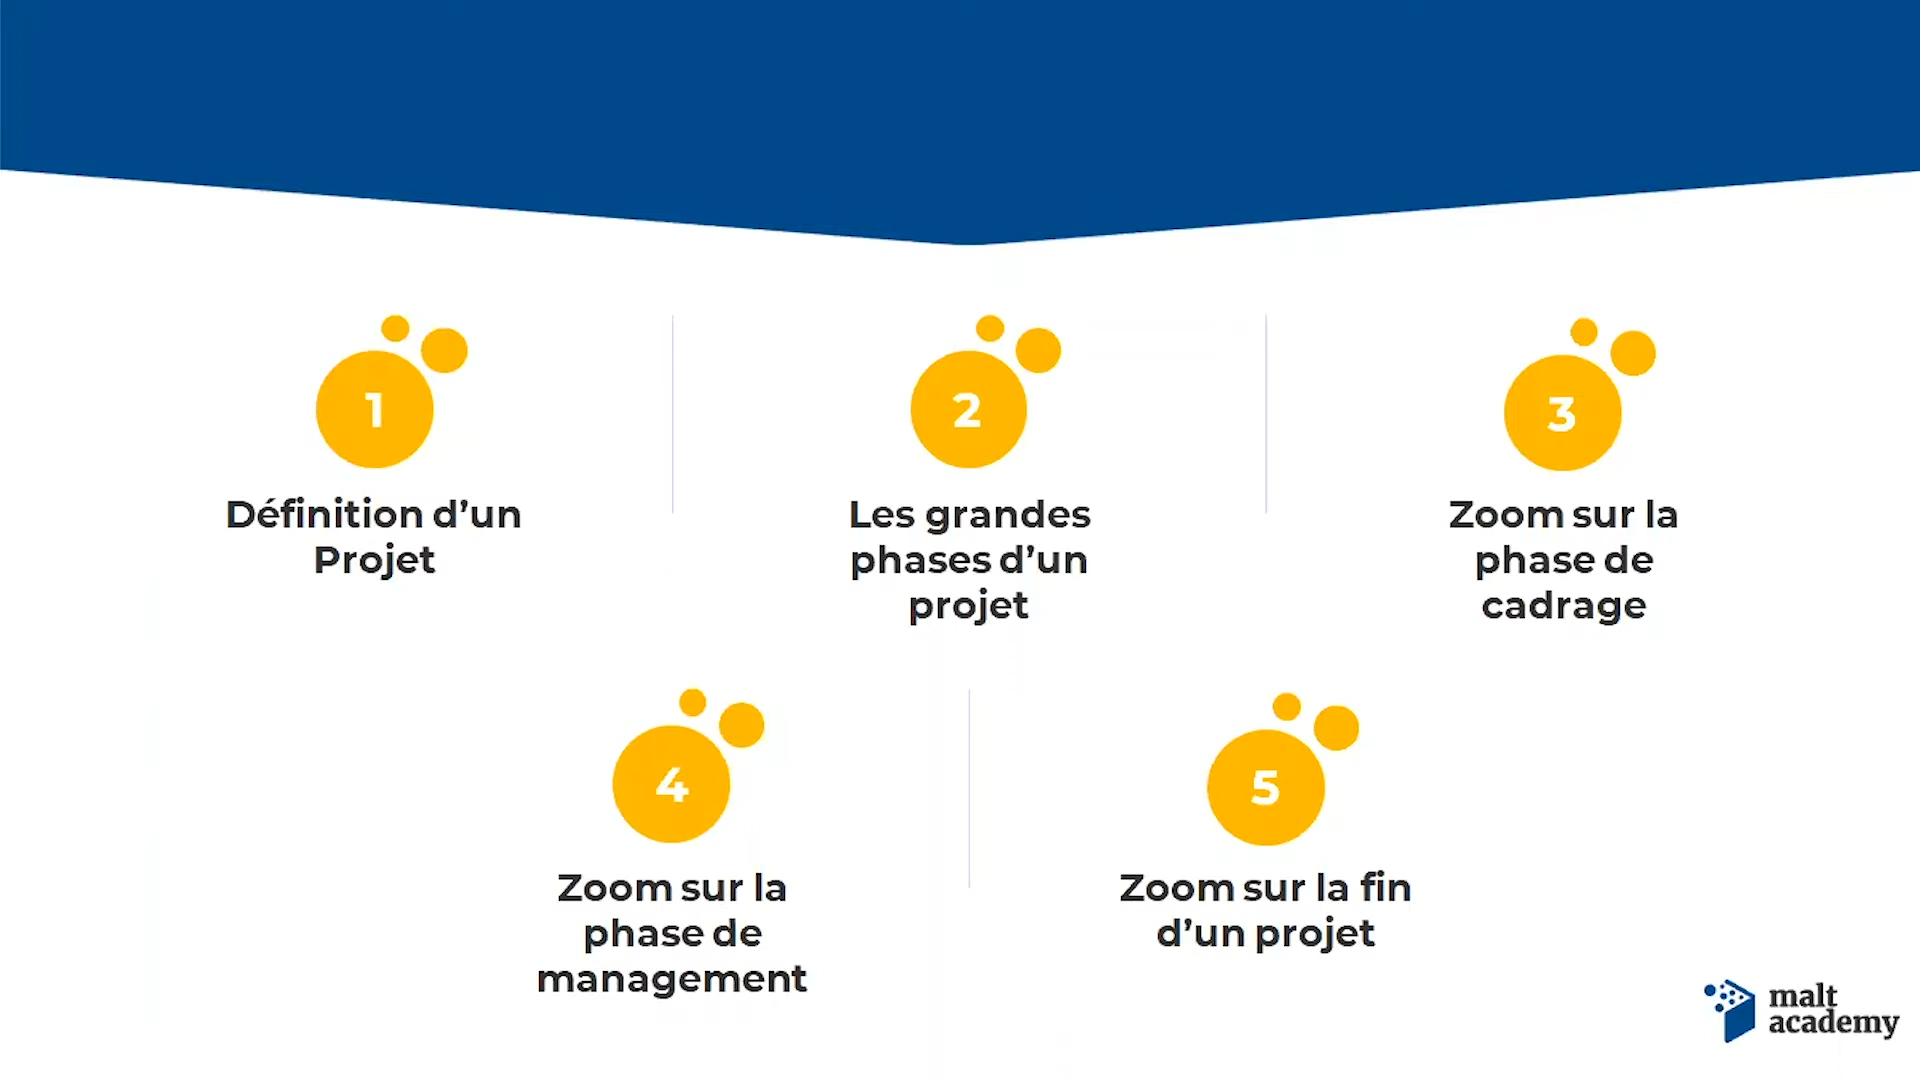 1
Définition d’un
Projet
2
Les grandes
phases d’un
projet
3
Zoom sur la
phase de
cadrage
4
Zoom sur la
phase de
management
5
Zoom sur la fin
d’un projet
malt
academy